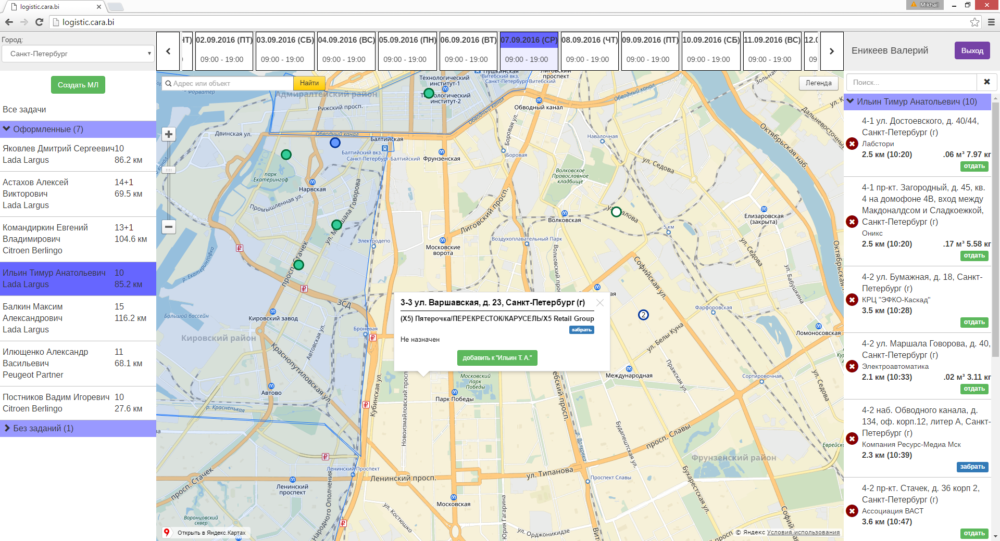 logistic.cara.bi
Mikhail
logistic.cara.bi
Город:
Санкт-Петербург
02.09.2016 (ПТ)
09:00 - 19:00
03.09.2016 (СБ)
09:00 - 19:00
04.09.2016 (ВС)
09:00 - 19:00
05.09.2016 (ПН)
09:00 - 19:00
06.09.2016 (ВТ)
09:00 - 19:00
07.09.2016 (СР)
09:00 - 19:00
08.09.2016 (ЧТ)
09:00 - 19:00
09.09.2016 (ПТ)
09:00 - 19:00
10.09.2016 (СБ)
09:00 - 19:00
11.09.2016 (ВС)
09:00 - 19:00
Еникеев Валерий
Выход
Создать МЛ
Все задачи
Оформленные (7)
Яковлев Дмитрий Сергеевич10
Lada Largus 86.2 км
Астахов Алексей 14+1
Викторович 69.5 км
Lada Largus
Командиркин Евгений 13+1
Владимирович 104.6 км
Citroen Berlingo
Ильин Тимур Анатольевич 10
Lada Largus 85.2 км
Балкин Максим 15
Александрович 116.2 км
Lada Largus
Илющенко Александр 11
Васильевич 68.1 км
Peugeot Partner
Постников Вадим Игоревич 10
Citroen Berlingo 27.6 км
Без заданий (1)
Адрес или объект
Найти
Легенда
Адмиралтейский район
Рижский просп.
Технологический
институт-1
институт-2
Витебский вкз.
Санкт-Петербург-Витебский
Лиговский
проспект
Обводный канал
Обводный канал
Обводный канал
Обводный канал
Двинская ул.
Балтийская
Балтийский вкз.
Санкт-Петербург-Балтийский
Фрунзенская
Боровая ул.
Боровая
Навалочная
ул. Седова
Волковское
Православное
кладбище
парк
Екатерингоф
Нарвская
Промышленная ул.
ул. Маршала Говорова
Лиговский просп.
Волковская
Елизаровская
(закрыта)
Октябрьская наб.
Дальневосточный
Электродепо
Московские
ворота
Воздухоплавательный Парк
5 км
ул. Седова
Софийская ул.
р. Екатерингофка
просп. Стачек
ЗСД
Большой бассейн
Кировский завод
Кировский район
Броневая
Автовская ул.
Краснопутиловская ул.
Автово
р. Красненькая
Кубинская ул.
Новоизмайловский просп
Московский
парк
Победы
Парк Победы
Международная
ул. Белы Куна
Пражская ул.
Фарфоровская
ул. Бабушкина
Ломоносовская
Сортировочная
ул. Седова
Будапештская ул.
просп. Славы
р. Волковка
Фрунзенский район
Бухарестская ул.
ул. Типанова
Проспект Славы
Ленинский просп.
Ленинский Проспект
Ленинский
проспект
просп. Стачек
Народного Ополчения
Воронцовский
сквер
Московская
ул. Костюшко
Юрия Гагарина
ул. Орджоникидзе
2
3-3 ул. Варшавская, д. 23, Санкт-Петербург (г)
(X5) Пятерочка/ПЕРЕКРЕСТОК/КАРУСЕЛЬ/X5 Retail Group
забрать
Не назначен
добавить к "Ильин Т. А."
Открыть в Яндекс.Картах
© Яндекс Условия использования
Поиск...
Ильин Тимур Анатольевич (10)
4-1 ул. Достоевского, д. 40/44,
Санкт-Петербург (г)
Лабстори
2.5 км (10:20) .06 м³ 7.97 кг
отдать
4-1 пр-кт. Загородный, д. 45, кв.
4 на домофоне 4В, вход между
Макдоналдсом и Сладкоежкой,
Санкт-Петербург (г)
Оникс
2.5 км (10:20) .17 м³ 5.58 кг
отдать
4-2 ул. Бумажная, д. 18, Санкт-
Петербург (г)
КРЦ "ЭФКО-Каскад"
3.5 км (10:28)
отдать
4-2 ул. Маршала Говорова, д. 40,
Санкт-Петербург (г)
Электроавтоматика
2.1 км (10:33) .02 м³ 3.11 кг
отдать
4-2 наб. Обводного канала, д.
134, оф. корп.12, литер А, Санкт-
Петербург (г)
Компания Ресурс-Медиа Мск
2.3 км (10:39)
забрать
4-2 пр-кт. Стачек, д. 36 корп 2,
Санкт-Петербург (г)
Ассоциация ВАСТ
3.6 км (10:47)
отдать